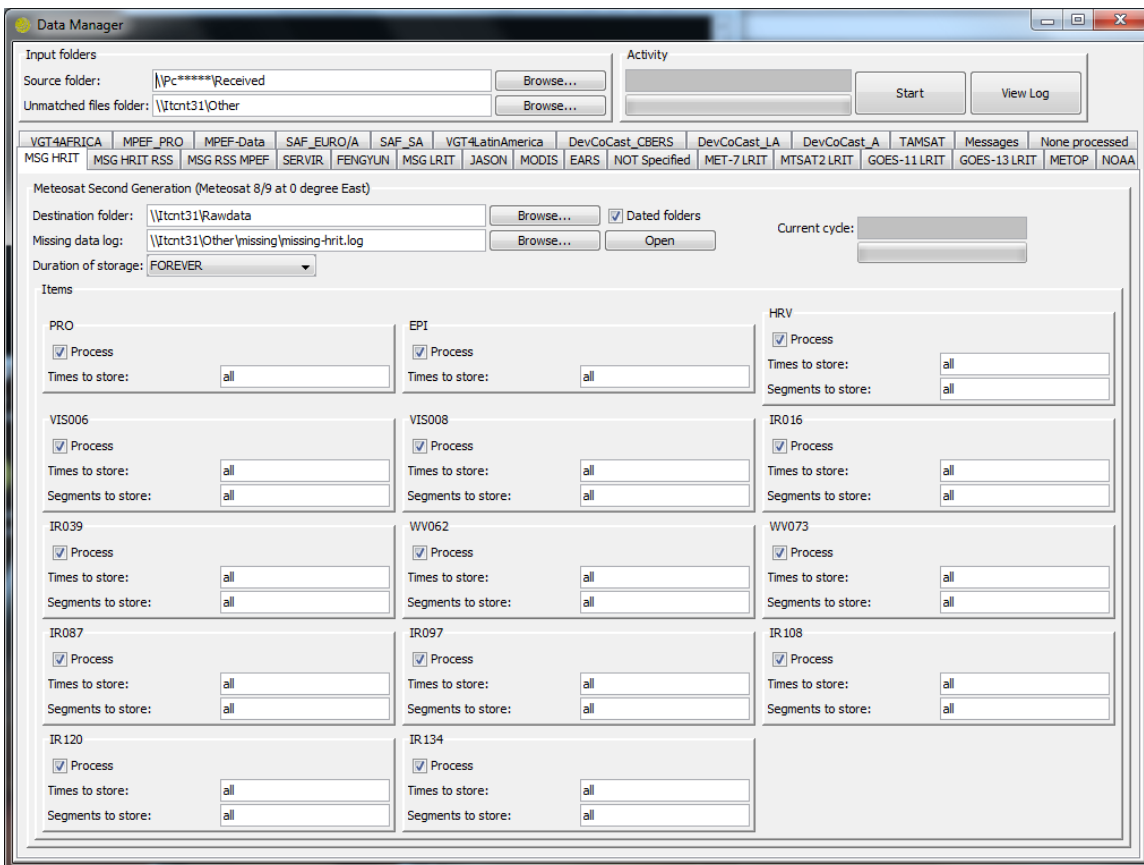 Data Manager
Input folders
Source folder: \\Pc*****\Received Browse...
Unmatched files folder: \\Itcnt31\Other Browse...
Activity
Start View Log
VGT4AFRICA MPEF_PRO MPEF-Data SAF_EURO/A SAF_SA VGT4LatinAmerica DevCoCast_CBERS DevCoCast_LA DevCoCast_A TAMSAT Messages None processed
MSG HRIT MSG HRIT RSS MSG RSS MPEF SERVIR FENGYUN MSG LRIT JASON MODIS EARS NOT Specified MET-7 LRIT MTSAT2 LRIT GOES-11 LRIT GOES-13 LRIT METOP NOAA
Meteosat Second Generation (Meteosat 8/9 at 0 degree East)
Destination folder: \\Itcnt31\Rawdata Browse... Dated folders
Missing data log: \\Itcnt31\Other\missing\missing-hrit.log Browse... Open
Current cycle:
Duration of storage: FOREVER
Items
PRO
Process
Times to store: all
EPI
Process
Times to store: all
HRV
Process
Times to store: all
Segments to store: all
VIS006
Process
Times to store: all
Segments to store: all
VIS008
Process
Times to store: all
Segments to store: all
IR016
Process
Times to store: all
Segments to store: all
IR039
Process
Times to store: all
Segments to store: all
WV062
Process
Times to store: all
Segments to store: all
WV073
Process
Times to store: all
Segments to store: all
IR087
Process
Times to store: all
Segments to store: all
IR097
Process
Times to store: all
Segments to store: all
IR108
Process
Times to store: all
Segments to store: all
IR120
Process
Times to store: all
Segments to store: all
IR134
Process
Times to store: all
Segments to store: all